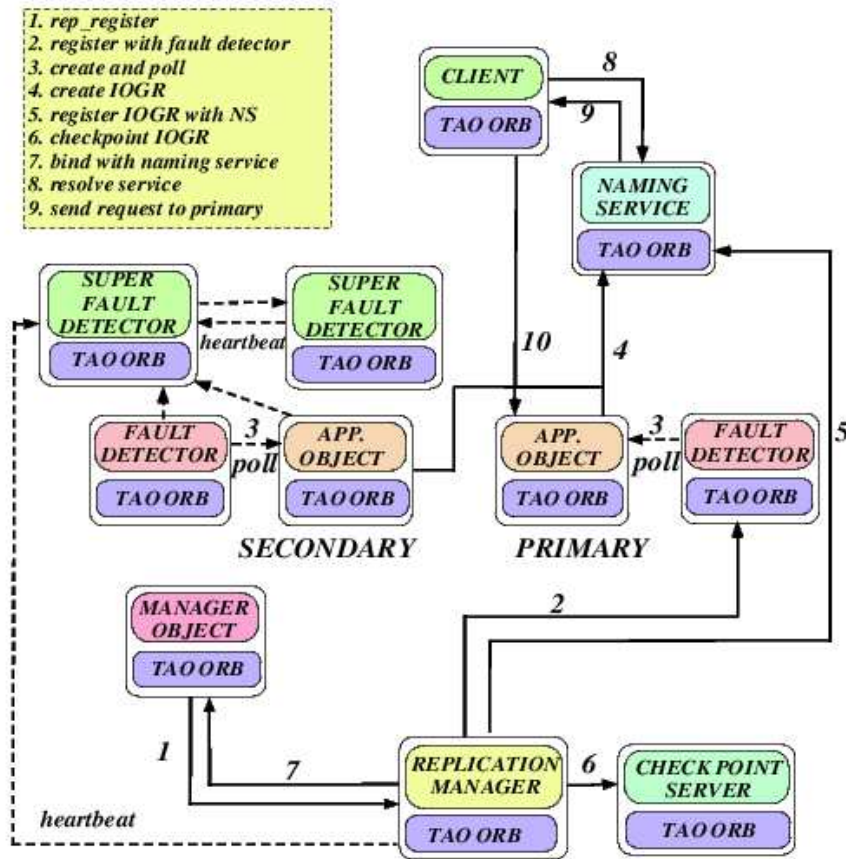 1. rep_register
2. register with fault detector
3. create and poll
4. create IOGR
5. register IOGR with NS
6. checkpoint IOGR
7. bind with naming service
8. resolve service
9. send request to primary
CLIENT
TAO ORB
8
9
NAMING
SERVICE
TAO ORB
SUPER
FAULT
DETECTOR
TAO ORB
heartbeat
SUPER
FAULT
DETECTOR
TAO ORB
10
4
5
FAULT
DETECTOR
TAO ORB
3
poll
APP.
OBJECT
TAO ORB
APP.
OBJECT
TAO ORB
3
poll
FAULT
DETECTOR
TAO ORB
SECONDARY
PRIMARY
MANAGER
OBJECT
TAO ORB
2
1
7
REPLICATION
MANAGER
TAO ORB
6
CHECK POINT
SERVER
TAO ORB
heartbeat